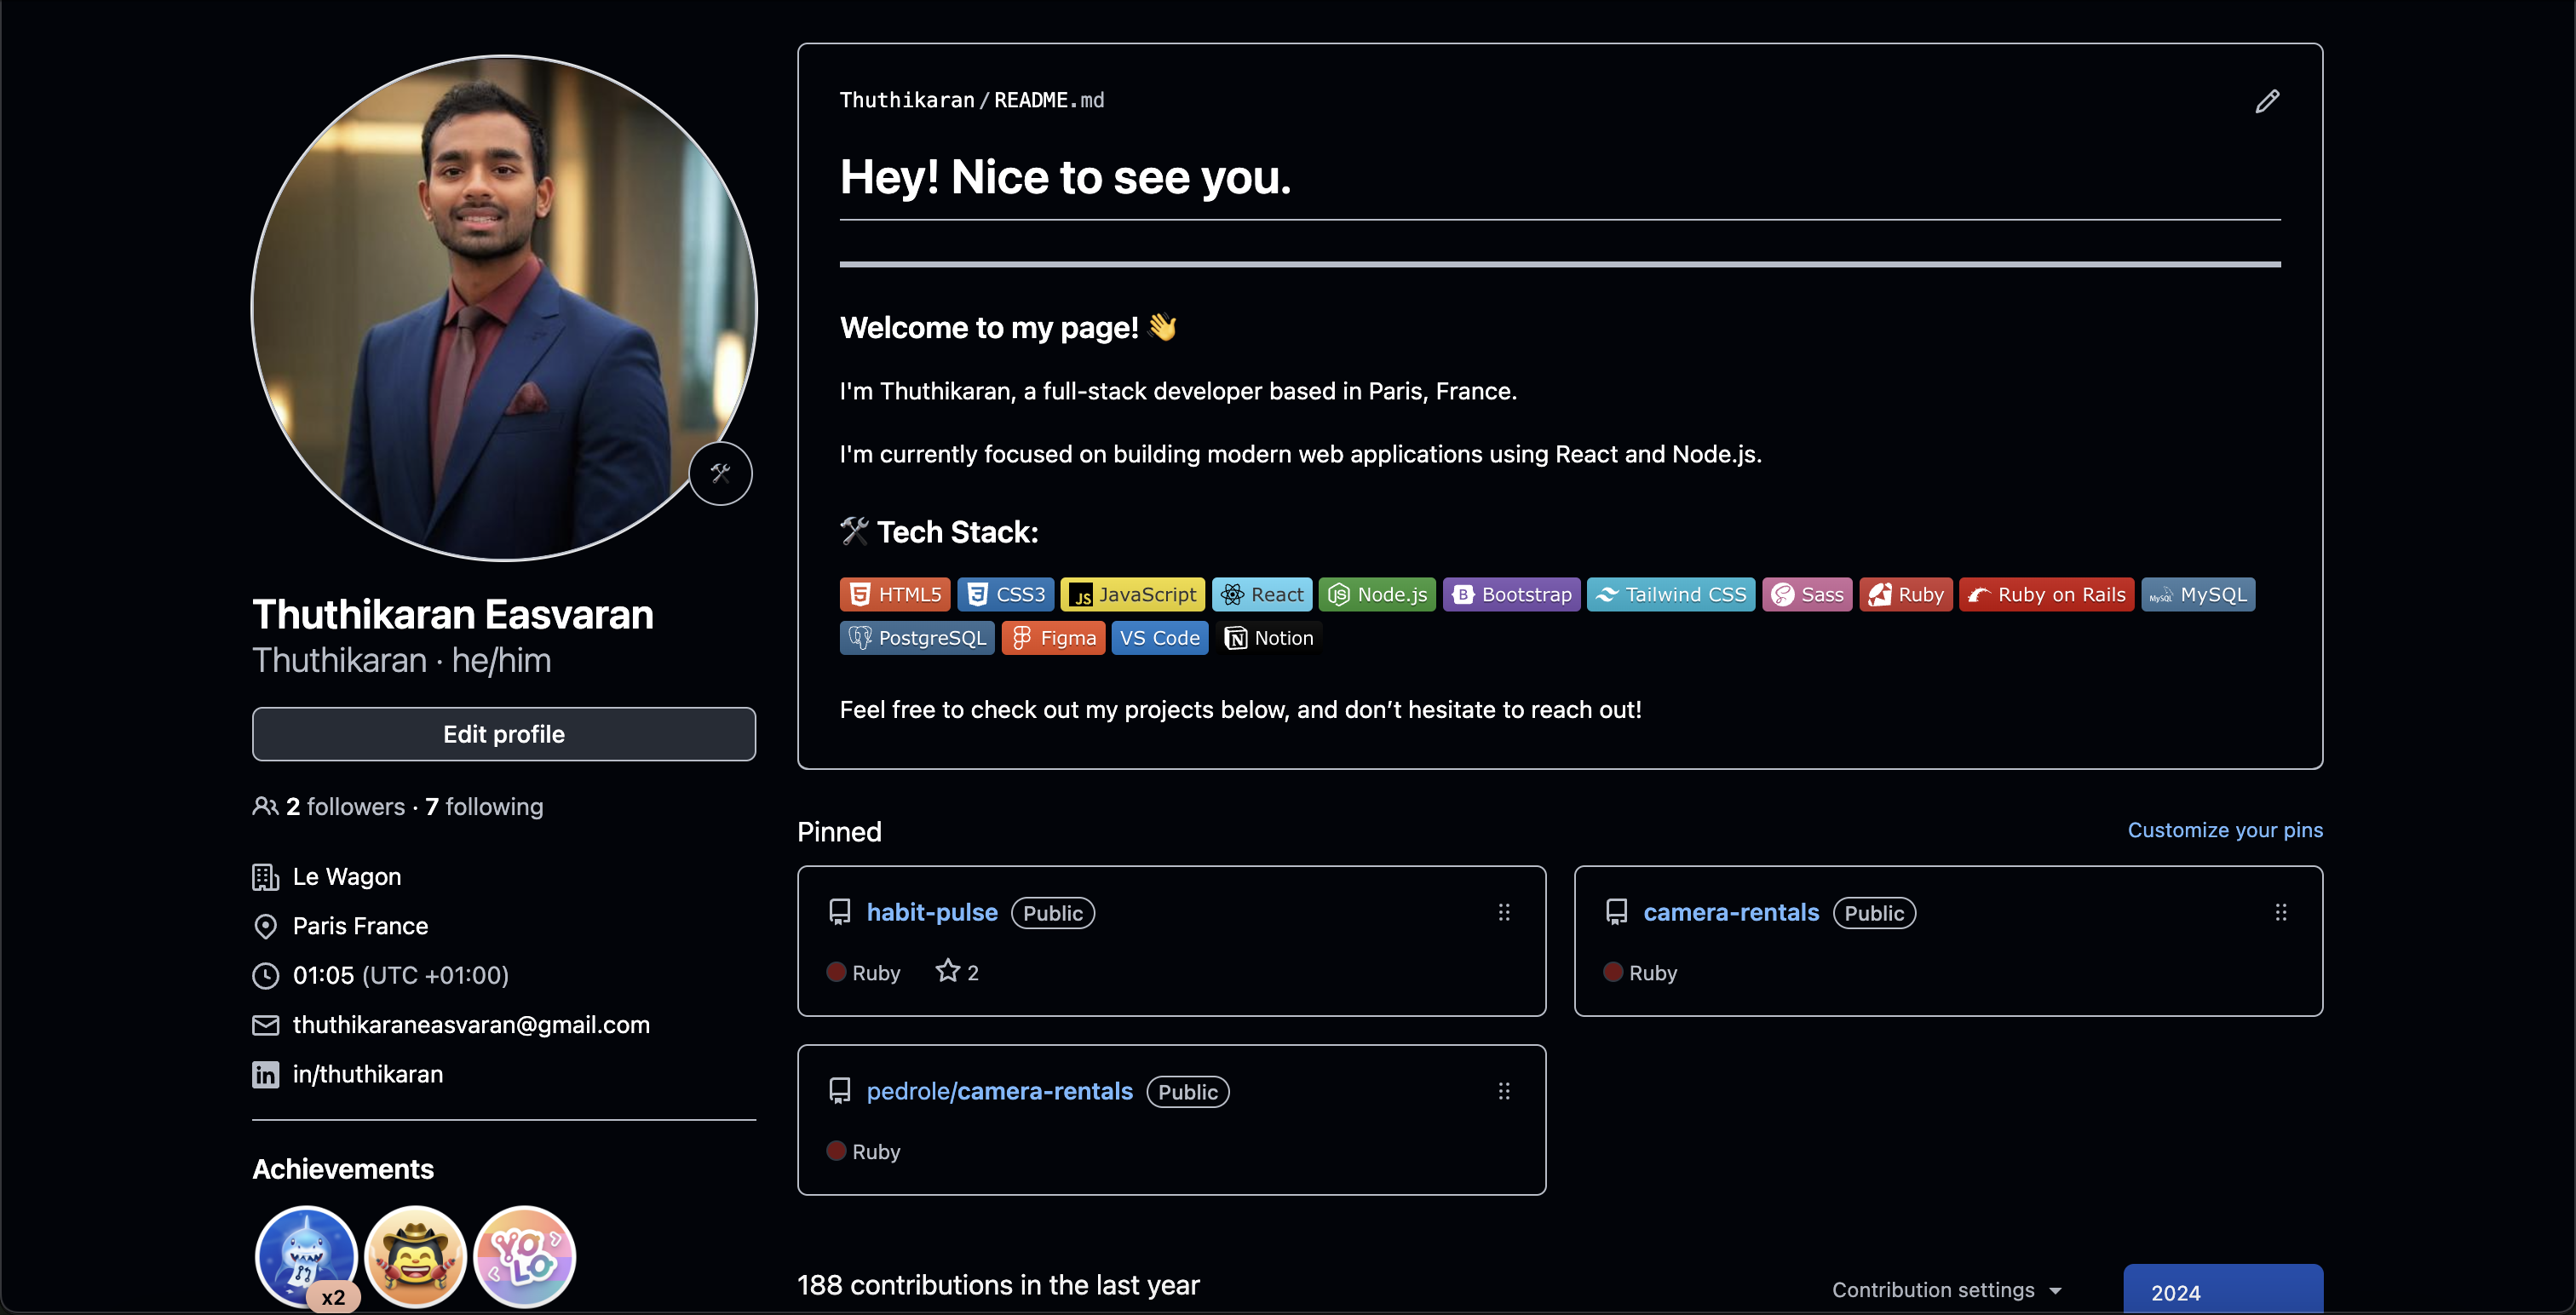 Thuthikaran Easvaran
Thuthikaran · he/him
Edit profile
2 followers · 7 following
Le Wagon
Paris France
01:05 (UTC +01:00)
thuthikaraneasvaran@gmail.com
in/thuthikaran
Achievements
x2
YOLO
Thuthikaran/README.md
Hey! Nice to see you.
Welcome to my page! 👋
I'm Thuthikaran, a full-stack developer based in Paris, France.
I'm currently focused on building modern web applications using React and Node.js.
🛠 Tech Stack:
HTML5 CSS3 JS JavaScript React Node.js B Bootstrap Tailwind CSS Sass Ruby Ruby on Rails MySQL MySQL
PostgreSQL Figma VS Code N Notion
Feel free to check out my projects below, and don’t hesitate to reach out!
Pinned
Customize your pins
habit-pulse Public
Ruby 2
camera-rentals Public
Ruby
pedrole/camera-rentals Public
Ruby
188 contributions in the last year
Contribution settings
2024